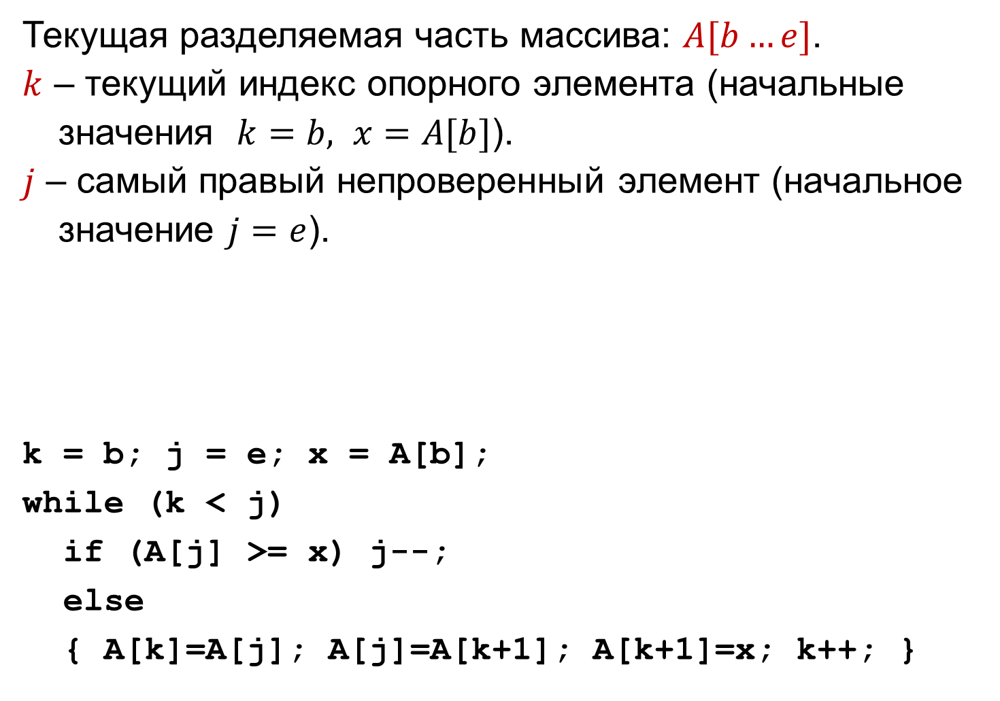 Текущая разделяемая часть массива: A[b … e].
k – текущий индекс опорного элемента (начальные
значения k = b, x = A[b]).
j – самый правый непроверенный элемент (начальное
значение j = e).
k = b; j = e; x = A[b];
while (k < j)
if (A[j] >= x) j--;
else
{ A[k]=A[j]; A[j]=A[k+1]; A[k+1]=x; k++; }